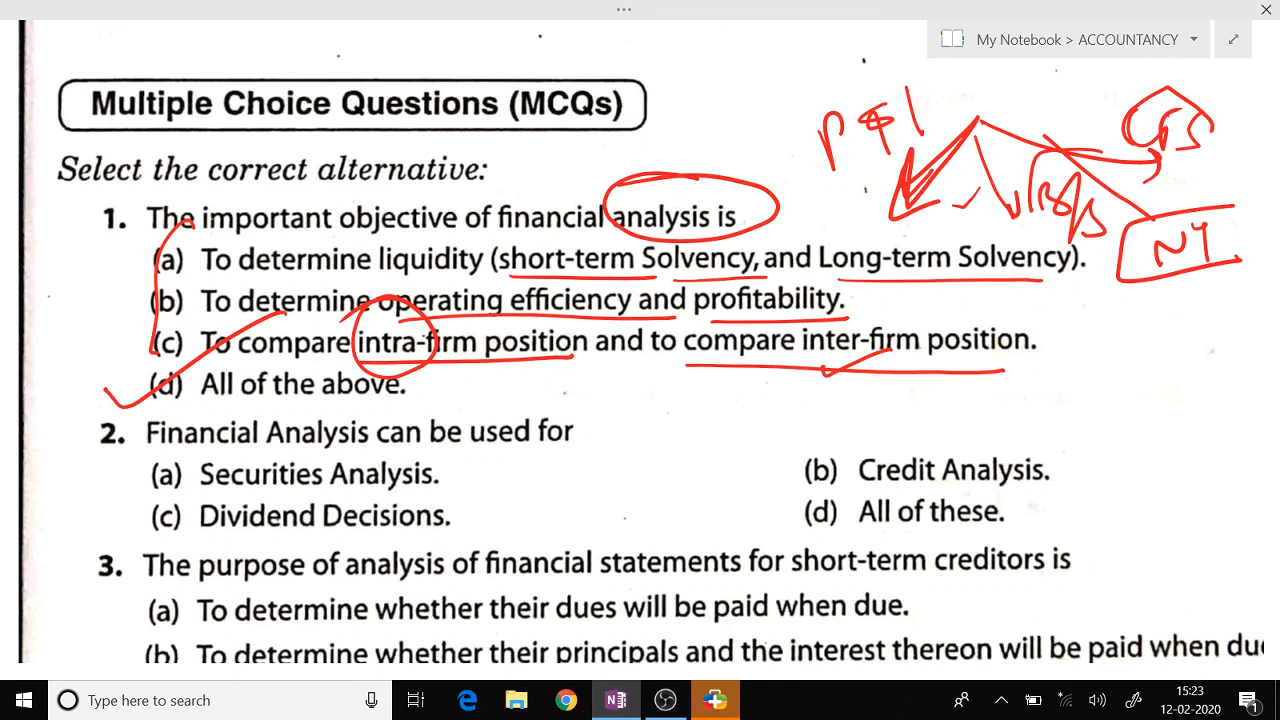 My Notebook > ACCOUNTANCY
Multiple Choice Questions (MCQs)
Select the correct alternative:
1. The important objective of financial analysis is
(a) To determine liquidity (short-term Solvency, and Long-term Solvency).
(b) To determine operating efficiency and profitability.
(c) To compare intra-firm position and to compare inter-firm position.
(d) All of the above.
P & l
B/S
2. Financial Analysis can be used for
(a) Securities Analysis.
(b) Credit Analysis.
(c) Dividend Decisions.
(d) All of these.
3. The purpose of analysis of financial statements for short-term creditors is
(a) To determine whether their dues will be paid when due.
(b) To determine whether their principals and the interest thereon will be paid when du
Type here to search
15:23
12-02-2020
1